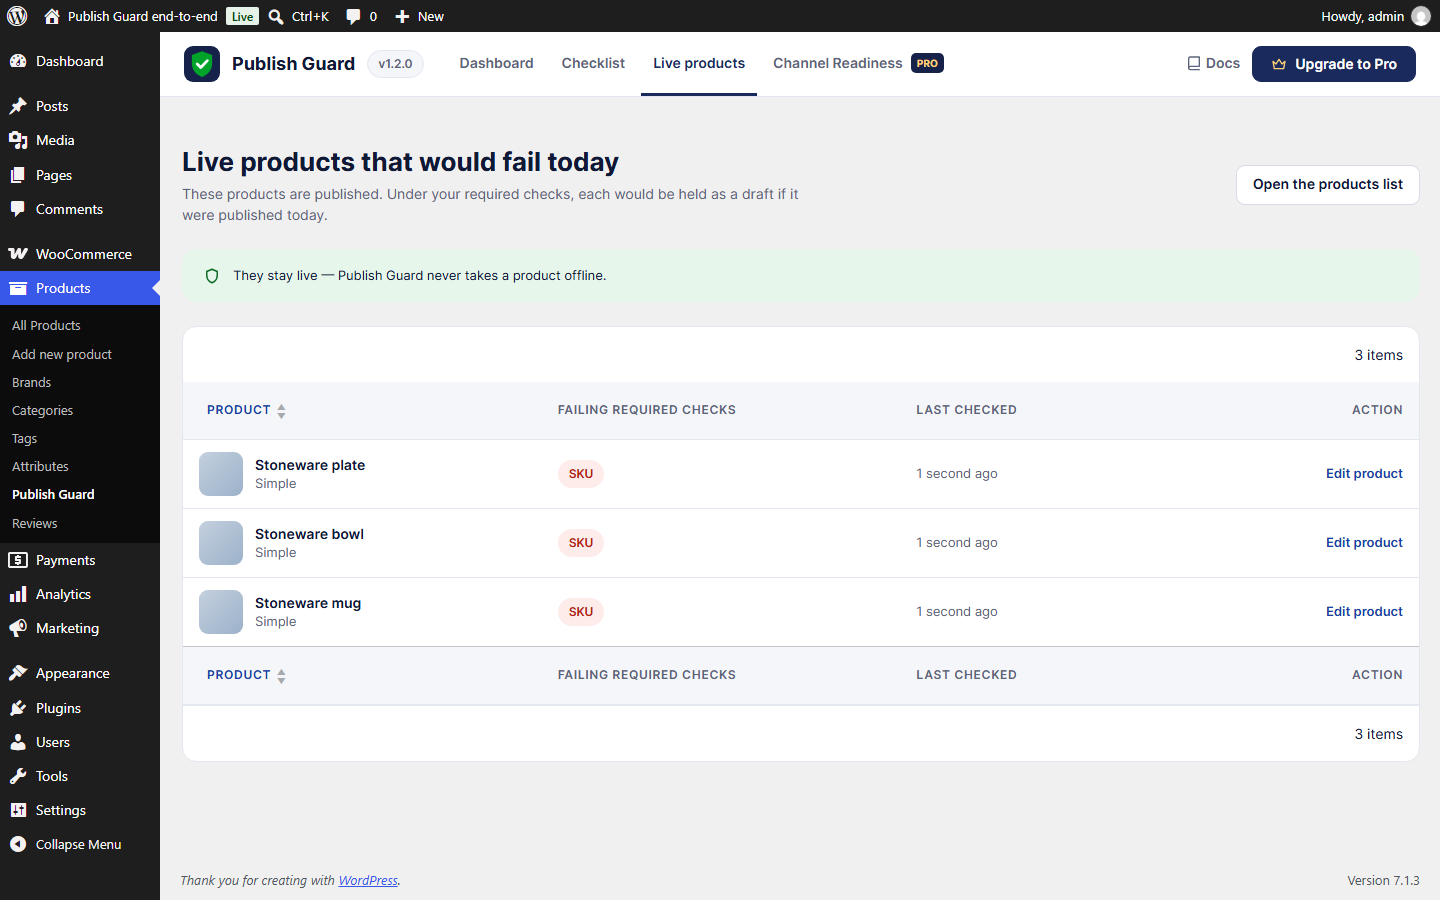 Publish Guard end-to-end Live Ctrl+K 0 New Howdy, admin
Dashboard
Posts
Media
Pages
Comments
WooCommerce
Products
All Products
Add new product
Brands
Categories
Tags
Attributes
Publish Guard
Reviews
Payments
Analytics
Marketing
Appearance
Plugins
Users
Tools
Settings
Collapse Menu
Publish Guard v1.2.0 Dashboard Checklist Live products Channel Readiness PRO Docs Upgrade to Pro
Live products that would fail today
These products are published. Under your required checks, each would be held as a draft if it
were published today.
Open the products list
They stay live — Publish Guard never takes a product offline.
3 items
PRODUCT FAILING REQUIRED CHECKS LAST CHECKED ACTION
Stoneware plate
Simple
SKU 1 second ago Edit product
Stoneware bowl
Simple
SKU 1 second ago Edit product
Stoneware mug
Simple
SKU 1 second ago Edit product
PRODUCT FAILING REQUIRED CHECKS LAST CHECKED ACTION
3 items
Thank you for creating with WordPress. Version 7.1.3